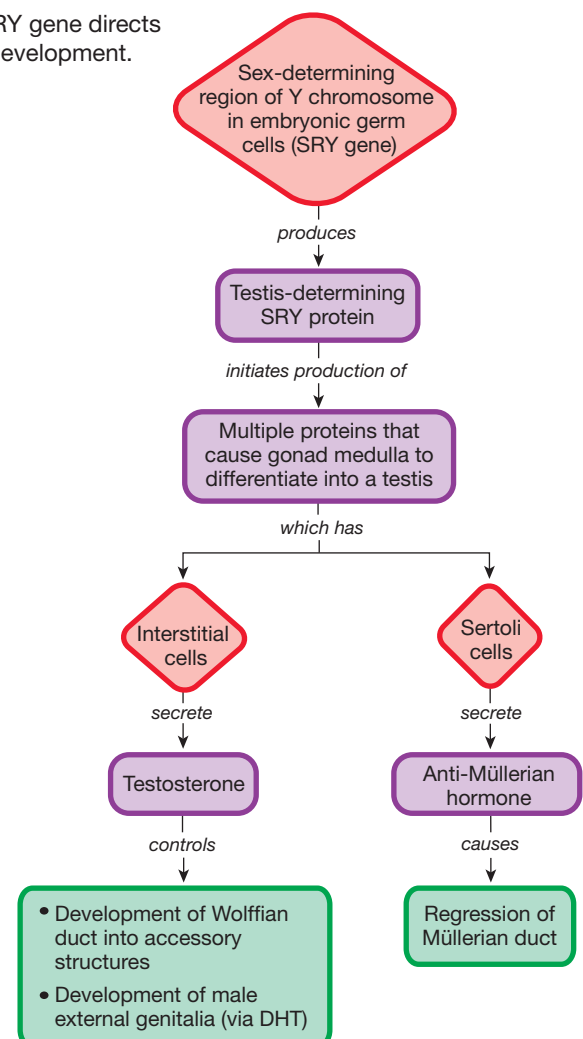 RY gene directs
evelopment.
Sex-determining
region of Y chromosome
in embryonic germ
cells (SRY gene)
produces
Testis-determining
SRY protein
initiates production of
Multiple proteins that
cause gonad medulla to
differentiate into a testis
which has
Interstitial
cells
Sertoli
cells
secrete
secrete
Testosterone
Anti-Müllerian
hormone
controls
causes
• Development of Wolffian
duct into accessory
structures
• Development of male
external genitalia (via DHT)
Regression of
Müllerian duct